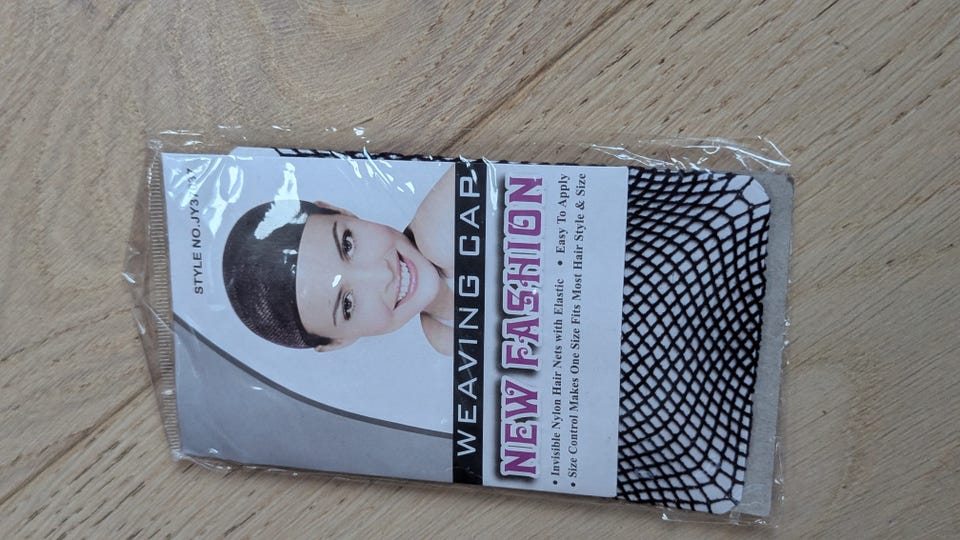 STYLE NO.JY
WEAVING CAP
NEW FASHION
• Invisible Nylon Hair Nets with Elastic • Easy To Apply
• Size Control Makes One Size Fits Most Hair Style & Size